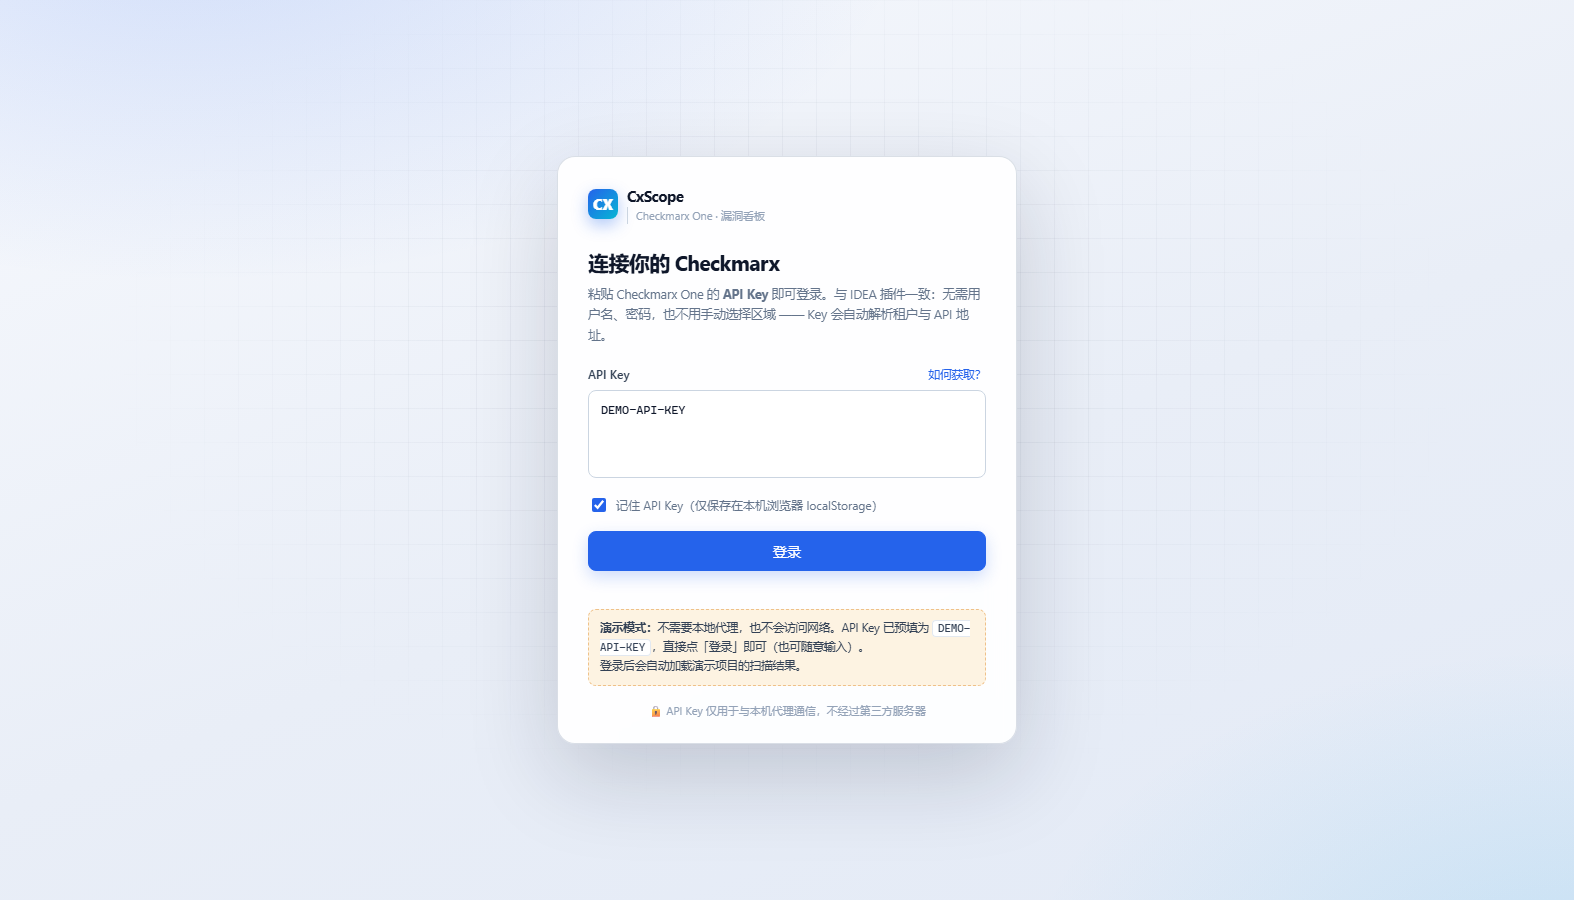 CX
CxScope
Checkmarx One · 漏洞看板
连接你的 Checkmarx
粘贴 Checkmarx One 的 API Key 即可登录。与 IDEA 插件一致：无需用
户名、密码，也不用手动选择区域 —— Key 会自动解析租户与 API 地
址。
API Key 如何获取?
DEMO-API-KEY
记住 API Key（仅保存在本机浏览器 localStorage）
登录
演示模式：不需要本地代理，也不会访问网络。API Key 已预填为 DEMO-
API-KEY，直接点「登录」即可（也可随意输入）。
登录后会自动加载演示项目的扫描结果。
🔒 API Key 仅用于与本机代理通信，不经过第三方服务器